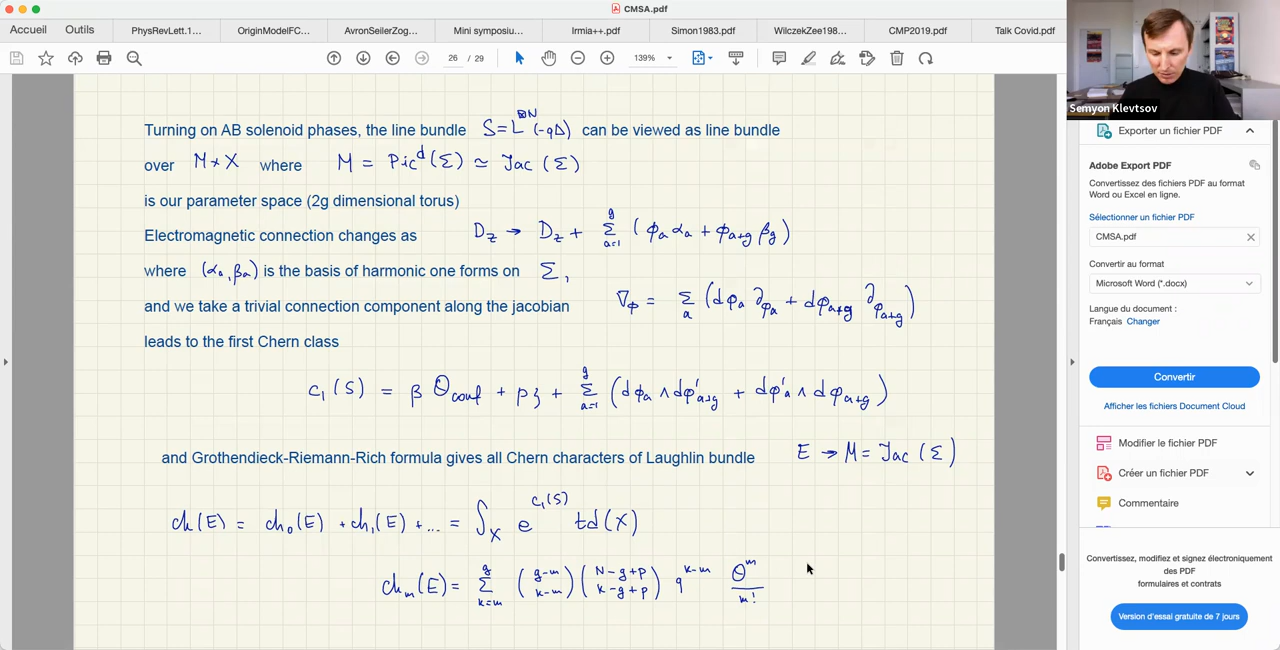 CMSA.pdf
Accueil Outils PhysRevLett.1... OriginModelFC... AvronSeilerZog... Mini symposiu... Irmia++.pdf Simon1983.pdf WilczekZee198... CMP2019.pdf Talk Covid.pdf
26 / 29 139%
Semyon Klevtsov
Turning on AB solenoid phases, the line bundle S = L^{⊠N} (-qΔ) can be viewed as line bundle
over M × X where M = Pic^d (Σ) ≃ Jac (Σ)
is our parameter space (2g dimensional torus)
Electromagnetic connection changes as D_z → D_z + Σ_{a=1}^{g} (φ_a α_a + φ_{a+g} β_g)
where (α_a, β_a) is the basis of harmonic one forms on Σ,
and we take a trivial connection component along the jacobian ∇_φ = Σ_a (dφ_a ∂_{φ_a} + dφ_{a+g} ∂_{φ_{a+g}})
leads to the first Chern class
c_1(S) = β Θ_{conf} + p ξ + Σ_{a=1}^{g} (dφ_a ∧ dφ'_{a+g} + dφ'_a ∧ dφ_{a+g})
and Grothendieck-Riemann-Rich formula gives all Chern characters of Laughlin bundle E → M = Jac (Σ)
ch(E) = ch_0(E) + ch_1(E) + ... = ∫_X e^{c_1(S)} td(X)
ch_m(E) = Σ_{k=m}^{g} (g-m k-m) (N-g+p k-g+p) q^{k-m} Θ^m / m!
Exporter un fichier PDF
Adobe Export PDF
Convertissez des fichiers PDF au format
Word ou Excel en ligne.
Sélectionner un fichier PDF
CMSA.pdf
Convertir au format
Microsoft Word (*.docx)
Langue du document :
Français Changer
Convertir
Afficher les fichiers Document Cloud
Modifier le fichier PDF
Créer un fichier PDF
Commentaire
Convertissez, modifiez et signez électroniquement
des PDF
formulaires et contrats
Version d'essai gratuite de 7 jours